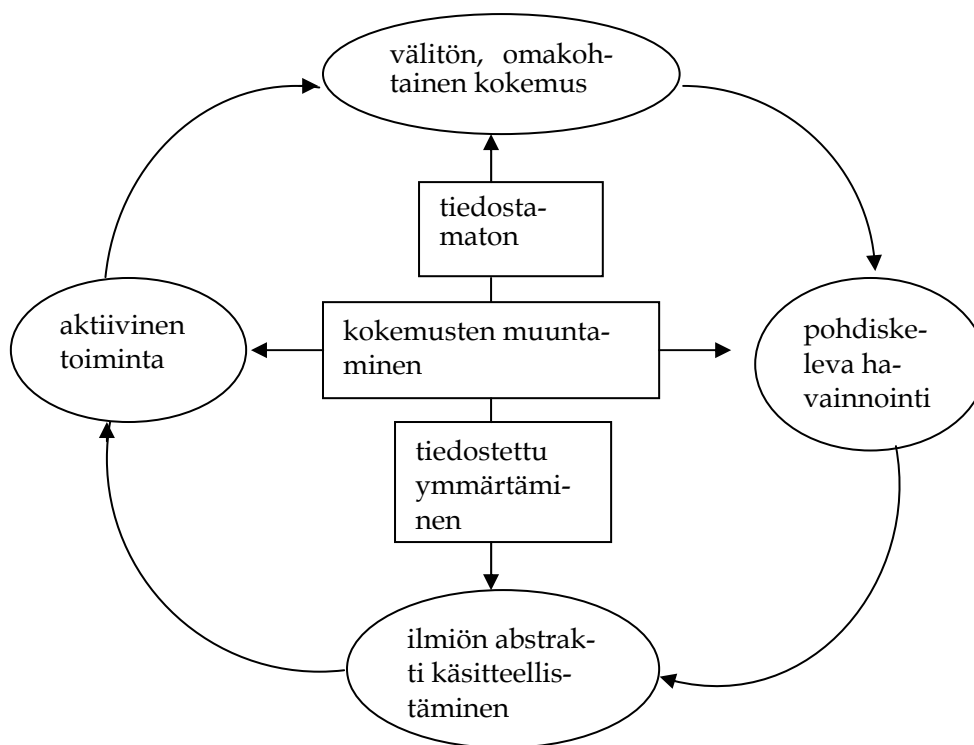 välitön, omakoh-
tainen kokemus
tiedosta-
maton
aktiivinen
toiminta
kokemusten muunta-
minen
pohdiske-
leva ha-
vainnointi
tiedostettu
ymmärtämi-
nen
ilmiön abstrak-
ti käsitteellis-
täminen